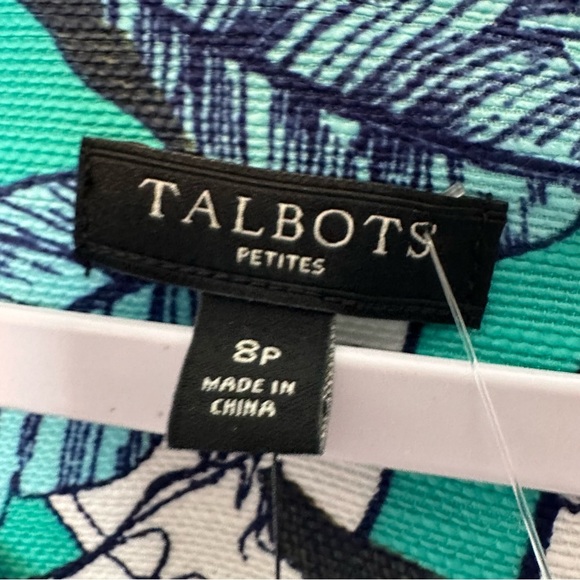 TALBOTS
PETITES
8P
MADE IN
CHINA